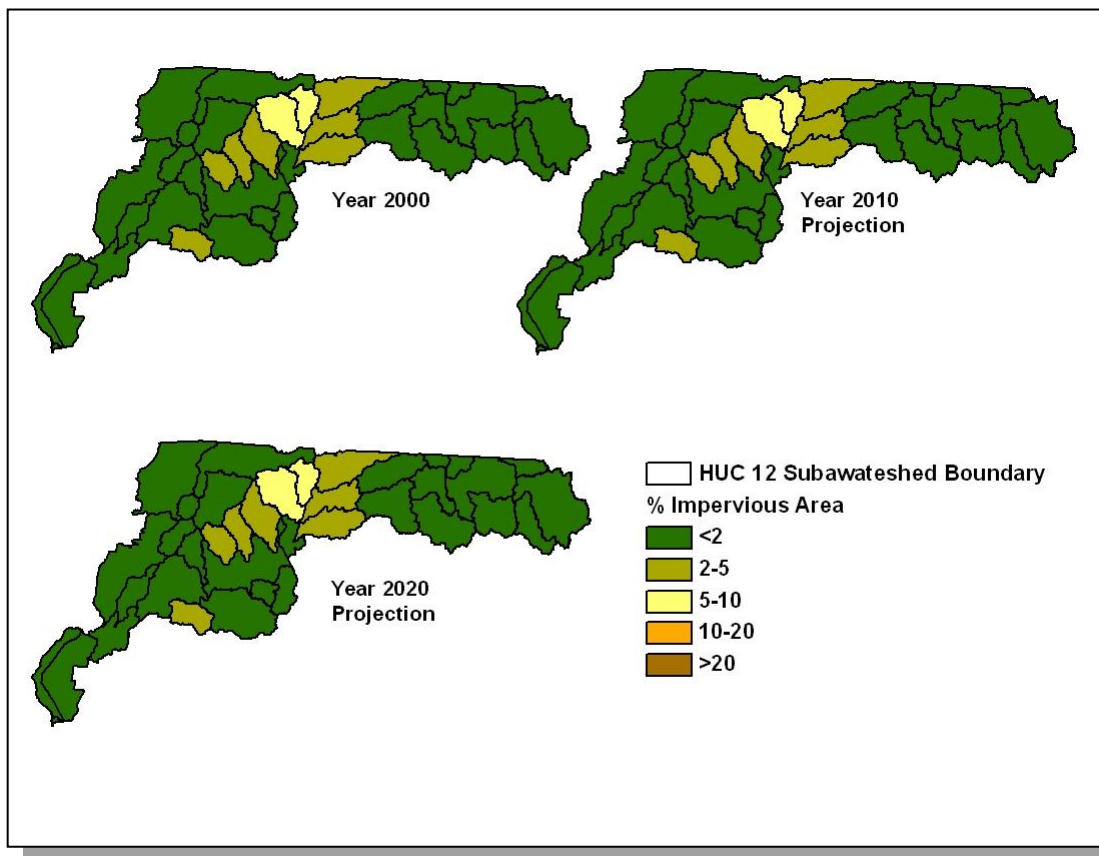 Year 2000
Year 2010
Projection
Year 2020
Projection
HUC 12 Subawateshed Boundary
% Impervious Area
<2
2-5
5-10
10-20
>20